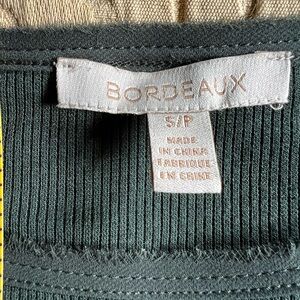 BORDEAUX
S/P
MADE
IN CHINA
FABRIQUÉ
EN CHINE